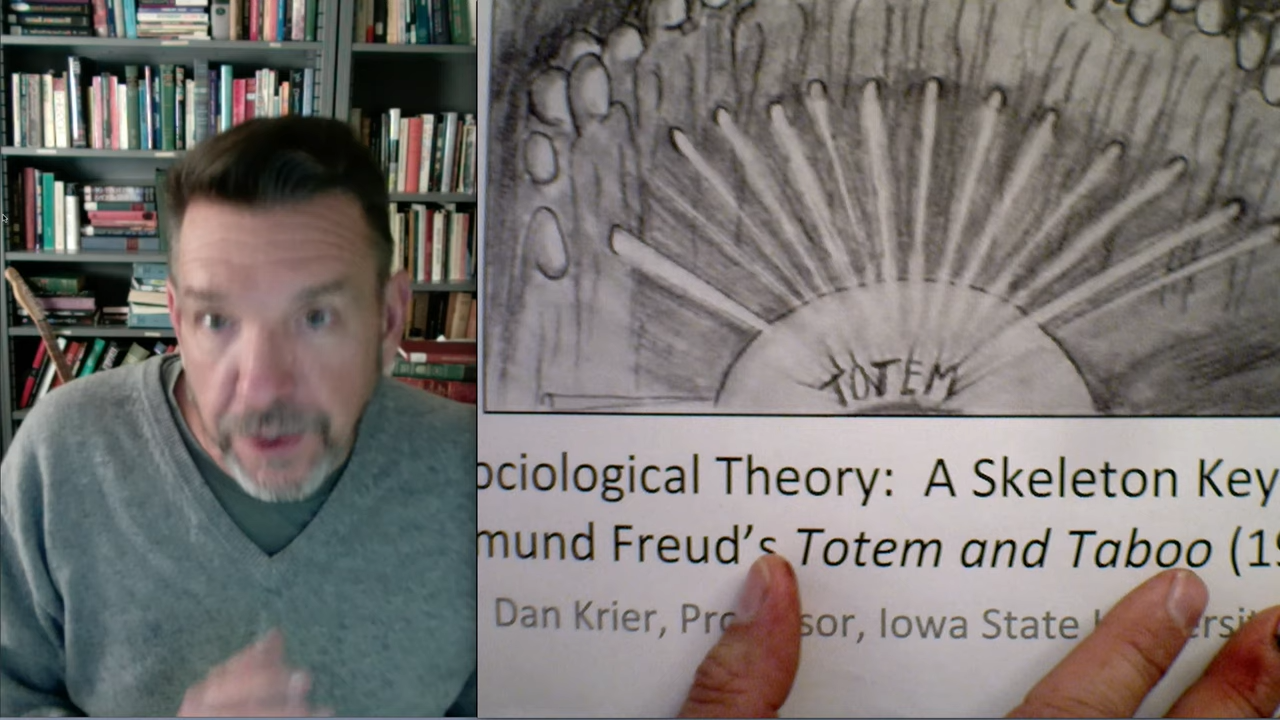 TOTEM
ociological Theory: A Skeleton Key
mund Freud's Totem and Taboo (19
Dan Krier, Pr sor, Iowa State